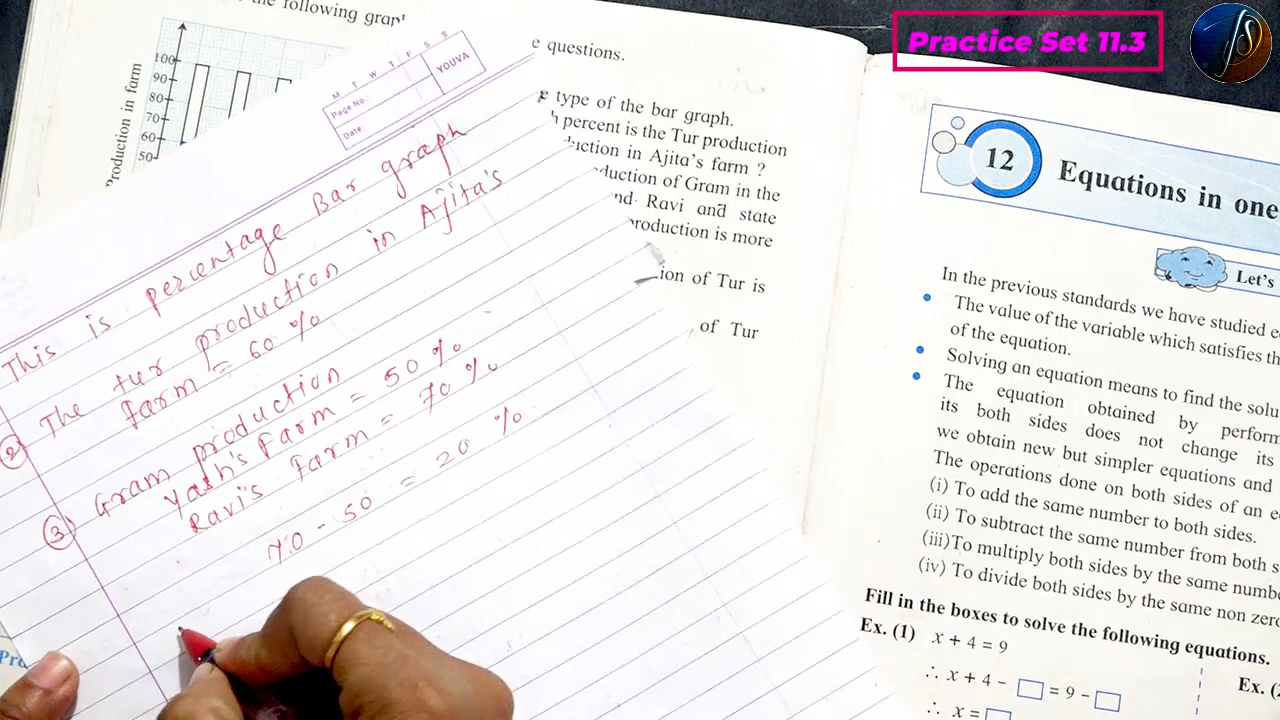 the following grap
e questions.
Practice Set 11.3
M T W T F S S
Page No.:
Date
YOUVA
Production in farm
100
90
80
70
60
50
type of the bar graph.
percent is the Tur production
duction in Ajita's farm ?
duction of Gram in the
nd Ravi and state
roduction is more
ion of Tur is
of Tur
This is percentage Bar graph
② The tur production in Ajita's
farm = 60 %
③ Gram production
Yash's Farm = 50 %
Ravi's Farm = 70 %
70 - 50 = 20 %
12 Equations in one
Let's
In the previous standards we have studied e
• The value of the variable which satisfies th
of the equation.
• Solving an equation means to find the solu
• The equation obtained by perform
its both sides does not change its
we obtain new but simpler equations and
The operations done on both sides of an e
(i) To add the same number to both sides.
(ii) To subtract the same number from both s
(iii)To multiply both sides by the same numbe
(iv) To divide both sides by the same non zero
Fill in the boxes to solve the following equations.
Ex. (1) x + 4 = 9
∴ x + 4 - □ = 9 - □
∴ x = □
Ex. (